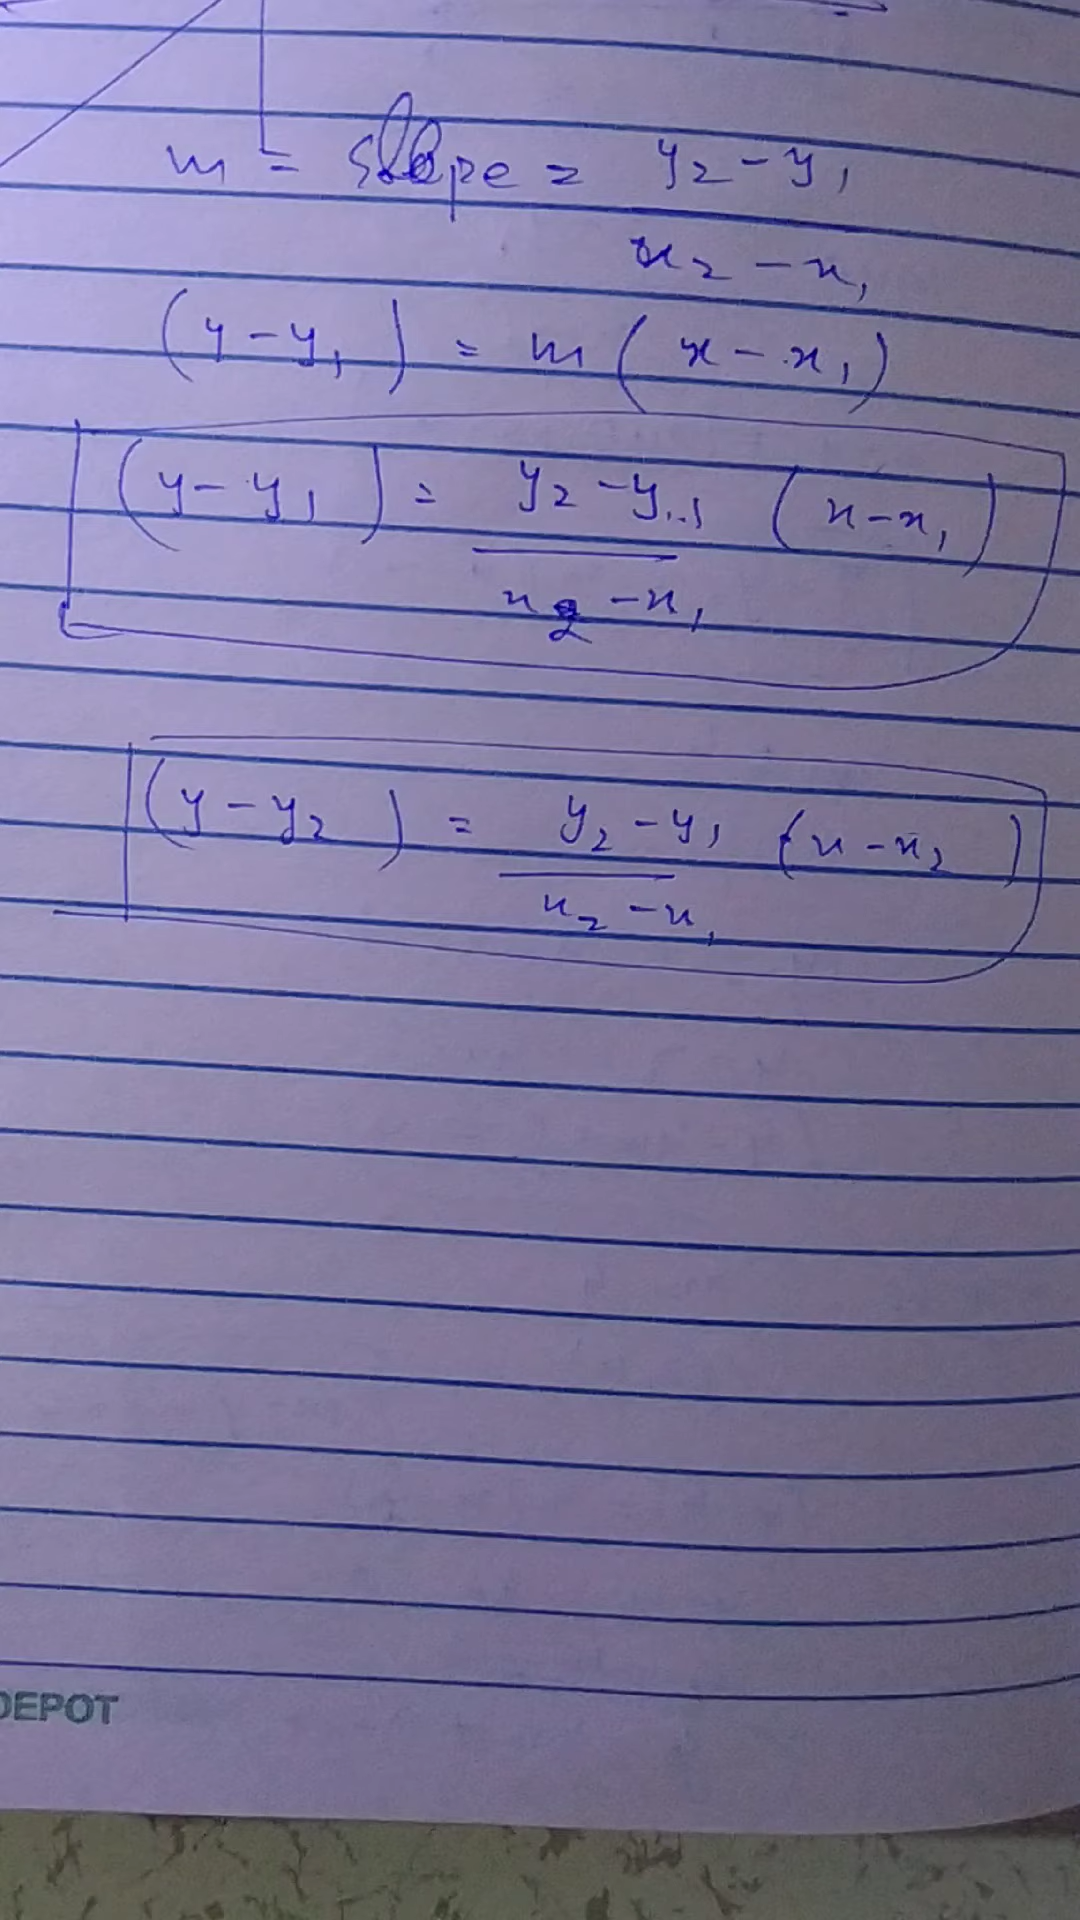 m = slope = y₂ - y₁
x₂ - x₁
(y - y₁) = m(x - x₁)
(y - y₁) = y₂ - y₁ (x - x₁)
x₂ - x₁
(y - y₂) = y₂ - y₁ (x - x₂)
x₂ - x₁
DEPOT